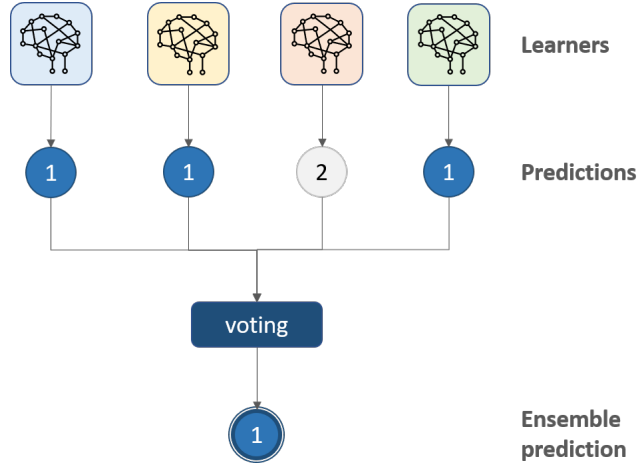 Learners
1 1 2 1 Predictions
voting
1
Ensemble
prediction